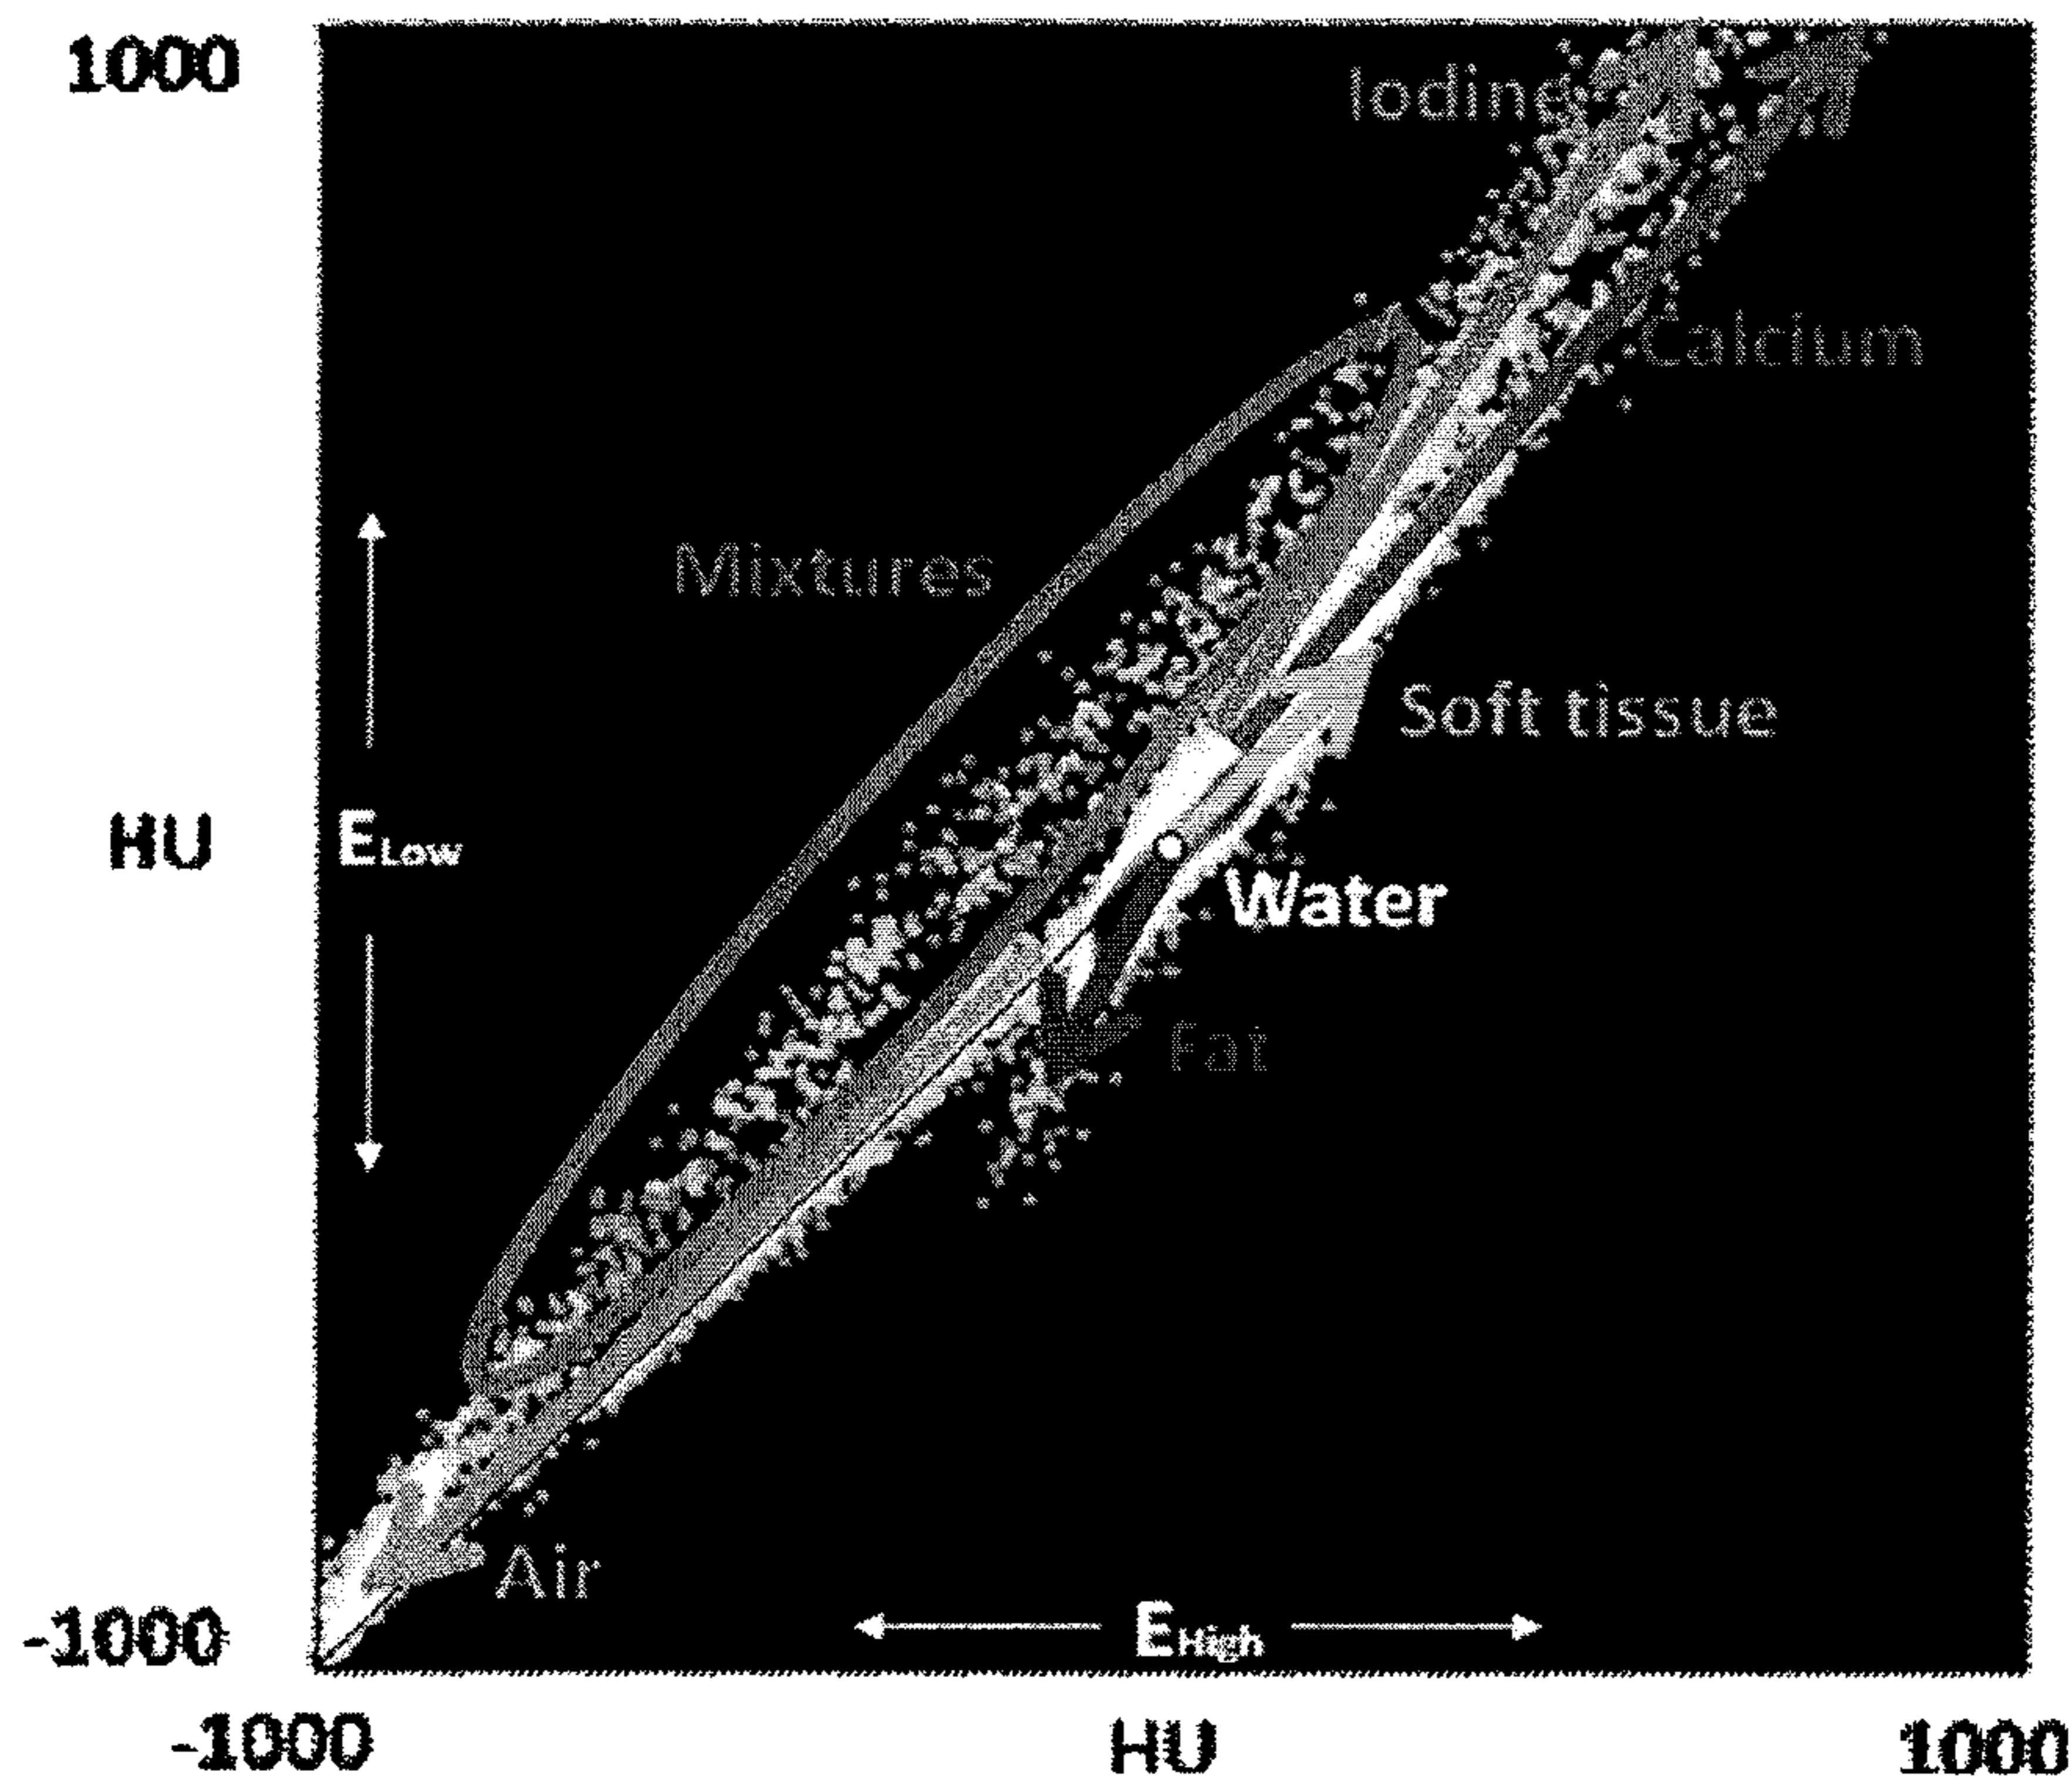 1000
Iodine
Calcium
Mixtures
Soft tissue
HU
ELow
Water
Fat
Air
-1000
EHigh
-1000
HU
1000